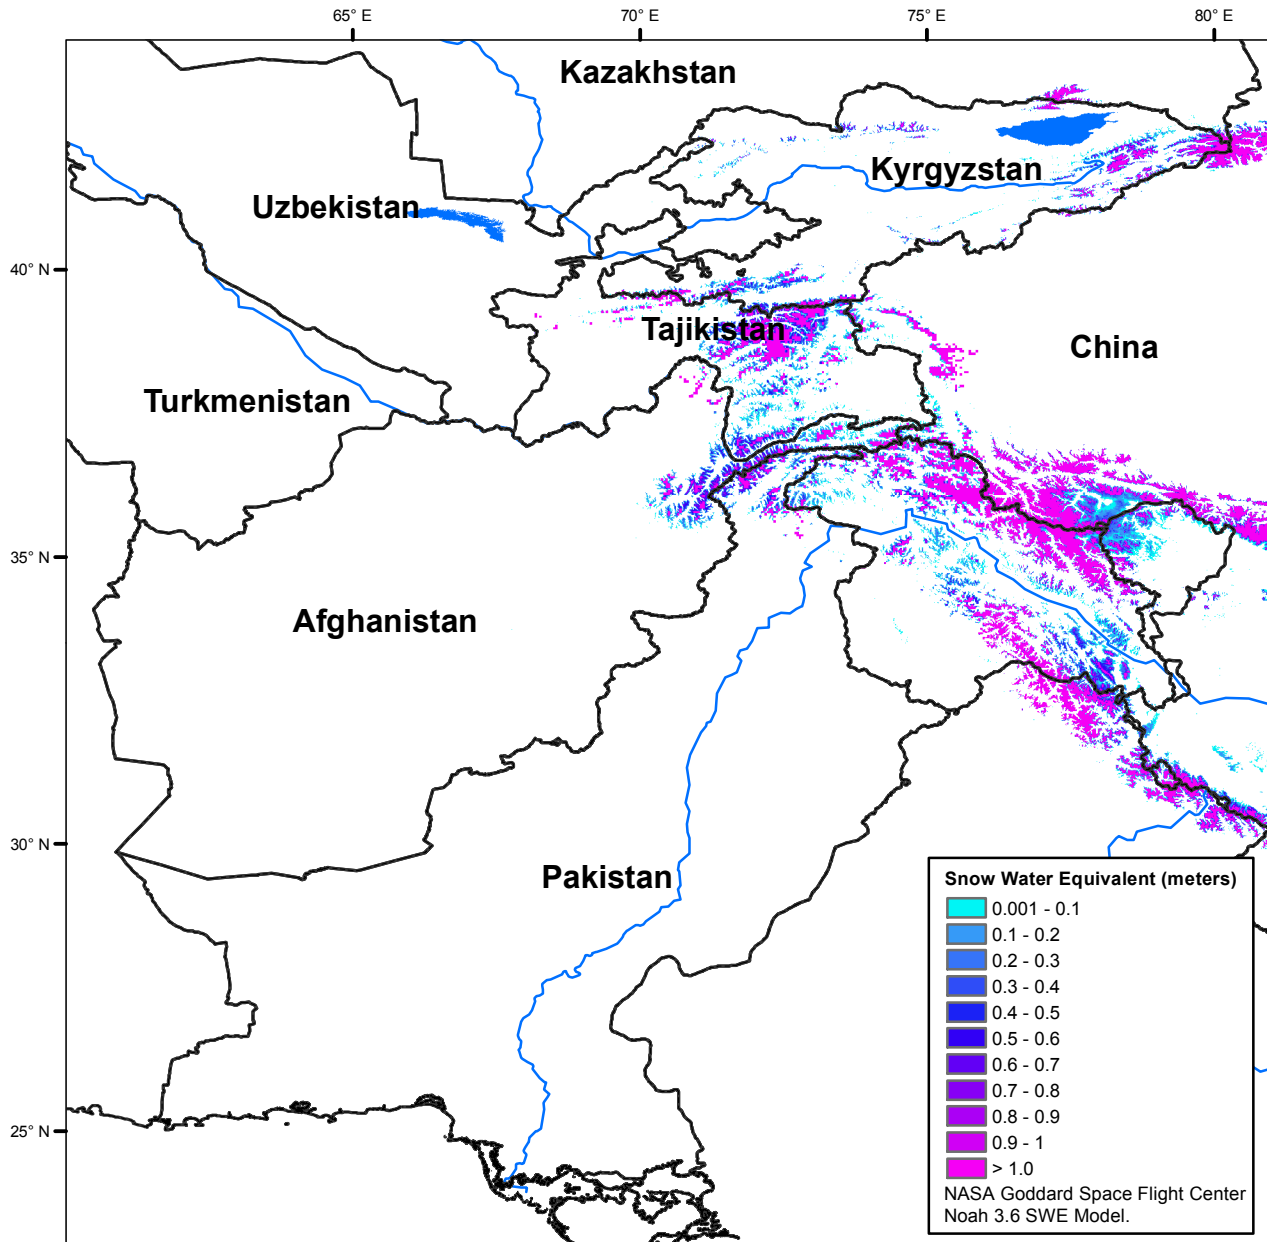 65° E
70° E
75° E
80° E
Kazakhstan
Kyrgyzstan
Uzbekistan
40° N
Tajikistan
China
Turkmenistan
35° N
Afghanistan
30° N
Pakistan
25° N
Snow Water Equivalent (meters)
0.001 - 0.1
0.1 - 0.2
0.2 - 0.3
0.3 - 0.4
0.4 - 0.5
0.5 - 0.6
0.6 - 0.7
0.7 - 0.8
0.8 - 0.9
0.9 - 1
> 1.0
NASA Goddard Space Flight Center
Noah 3.6 SWE Model.